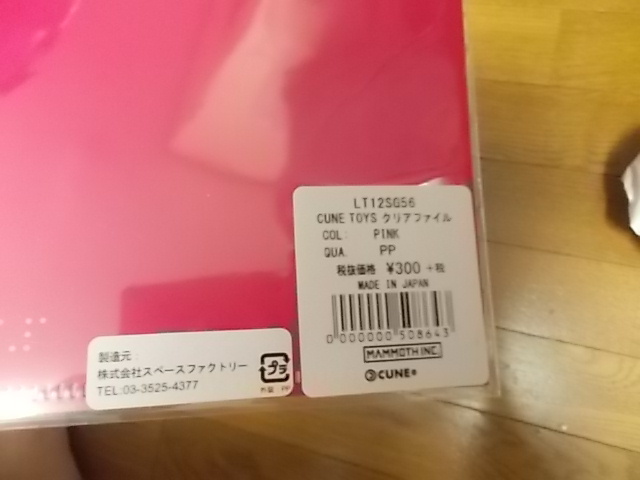 LT12SG56
CUNE TOYS クリアファイル
COL: PINK
QUA. PP
税抜価格 ¥300 +税
MADE IN JAPAN
0 000000 508643
MAMMOTH INC.
CUNE®
製造元:
株式会社スペースファクトリー
TEL:03-3525-4377
プラ
外装: PP